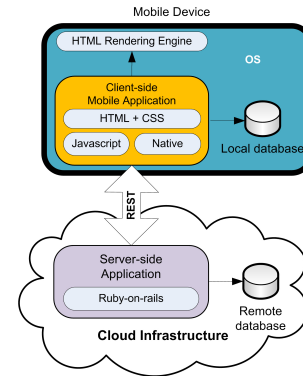 Mobile Device
HTML Rendering Engine
OS
Client-side
Mobile Application
HTML + CSS
Javascript
Native
Local database
REST
Server-side
Application
Ruby-on-rails
Remote
database
Cloud Infrastructure